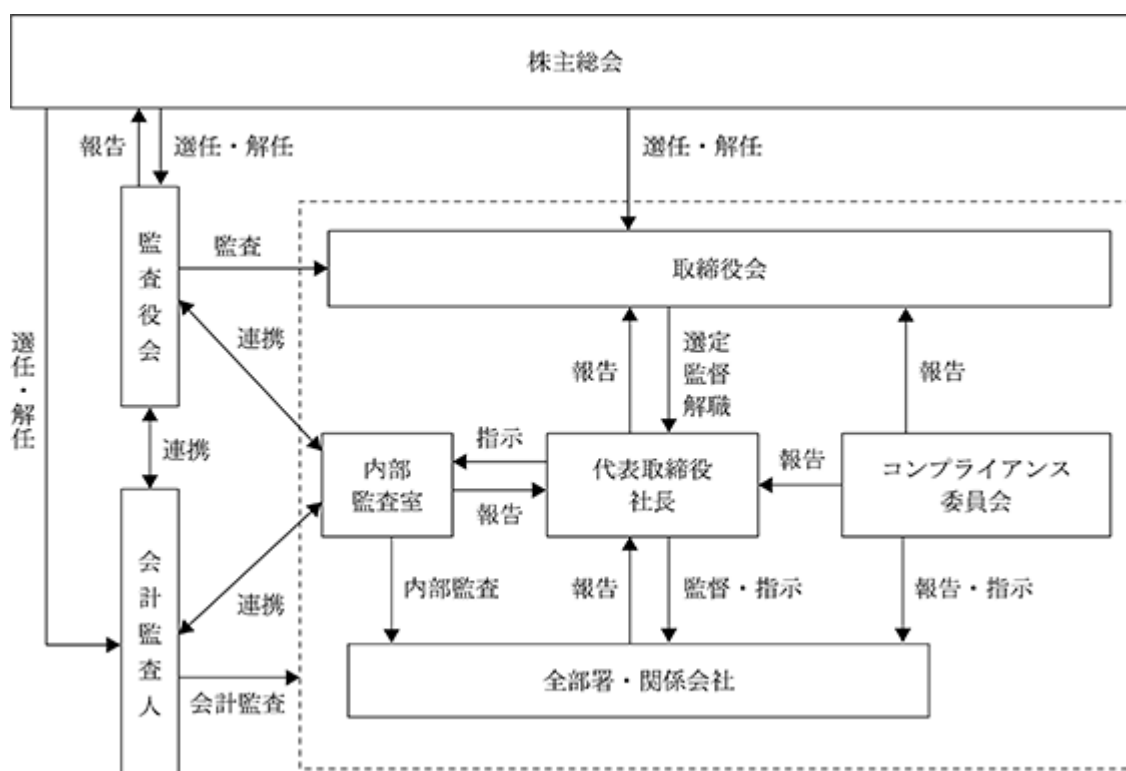 株主総会
報告
選任・解任
選任・解任
監査役会
監査
取締役会
選任・解任
連携
報告
選定
監督
解職
報告
連携
指示
内部
監査室
報告
代表取締役
社長
報告
コンプライアンス
委員会
会計監査人
連携
内部監査
報告
監督・指示
報告・指示
会計監査
全部署・関係会社